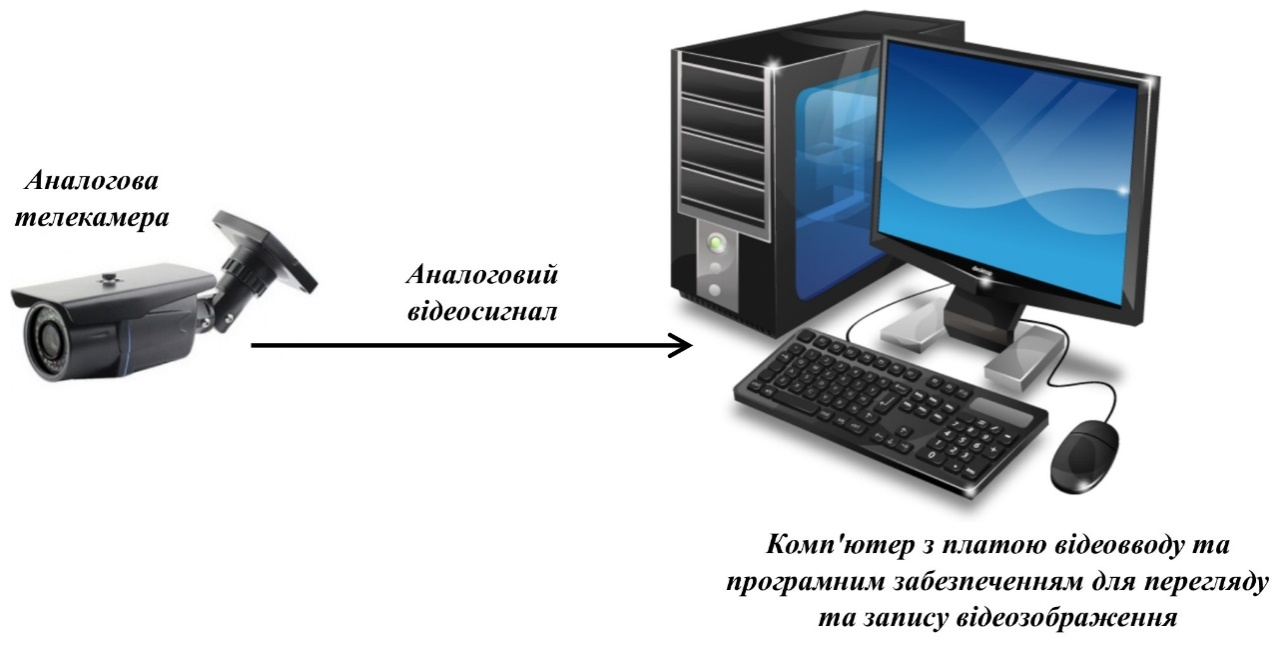 Аналогова
телекамера
Аналоговий
відеосигнал
Комп'ютер з платою відеовводу та
програмним забезпеченням для перегляду
та запису відеозображення